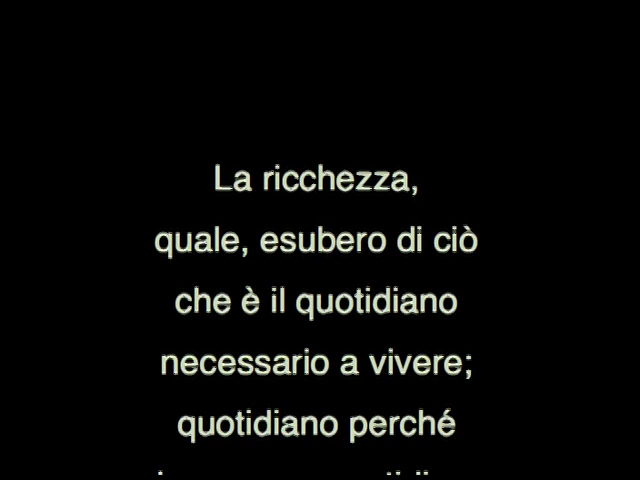 La ricchezza,
quale, esubero di ciò
che è il quotidiano
necessario a vivere;
quotidiano perché